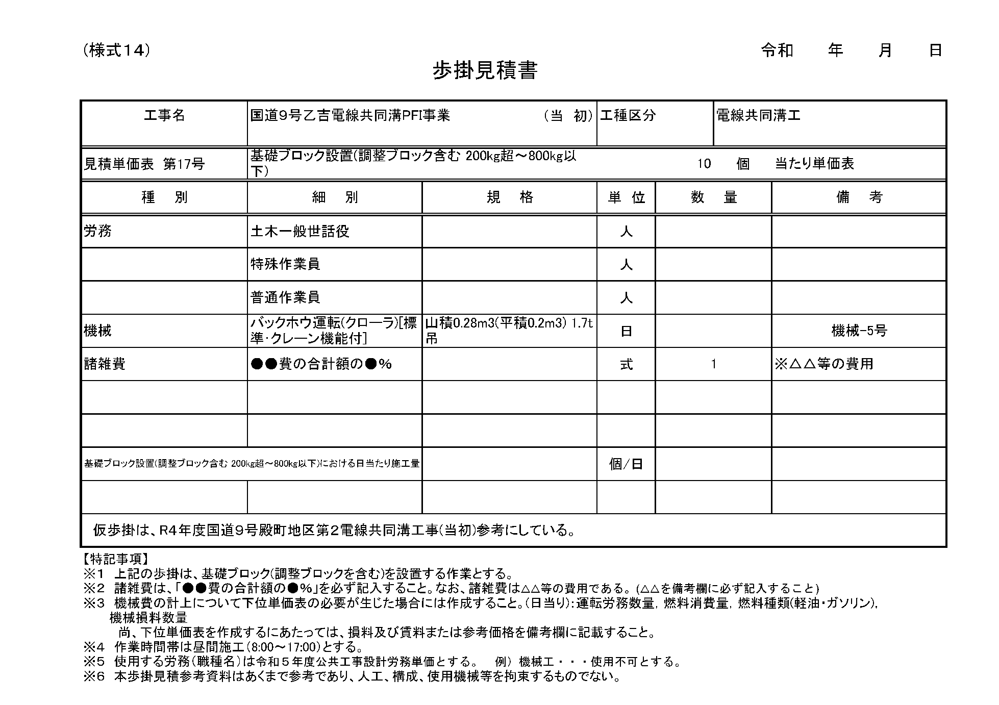 (様式14)
令和　　年　　月　　日
歩掛見積書
工事名　国道9号乙吉電線共同溝PFI事業　(当　初)　工種区分　電線共同溝工
見積単価表　第17号　基礎ブロック設置(調整ブロック含む 200kg超～800kg以
下)　10　個　当たり単価表
種　別　細　別　規　格　単　位　数　量　備　考
労務　土木一般世話役　人
特殊作業員　人
普通作業員　人
機械　バックホウ運転(クローラ)[標
準・クレーン機能付]　山積0.28m3(平積0.2m3) 1.7t
吊　日　機械-5号
諸雑費　●●費の合計額の●%　式　1　※△△等の費用
基礎ブロック設置(調整ブロック含む 200kg超～800kg以下)における日当たり施工量　個/日
仮歩掛は、R4年度国道9号殿町地区第2電線共同溝工事(当初)参考にしている。
【特記事項】
※1　上記の歩掛は、基礎ブロック(調整ブロックを含む)を設置する作業とする。
※2　諸雑費は、「●●費の合計額の●%」を必ず記入すること。なお、諸雑費は△△等の費用である。(△△を備考欄に必ず記入すること)
※3　機械費の計上について下位単価表の必要が生じた場合には作成すること。(日当り):運転労務数量，燃料消費量，燃料種類(軽油・ガソリン)，
機械損料数量
尚、下位単価表を作成するにあたっては、損料及び賃料または参考価格を備考欄に記載すること。
※4　作業時間帯は昼間施工(8:00～17:00)とする。
※5　使用する労務(職種名)は令和５年度公共工事設計労務単価とする。　例）機械工・・・使用不可とする。
※6　本歩掛見積参考資料はあくまで参考であり、人工、構成、使用機械等を拘束するものでない。